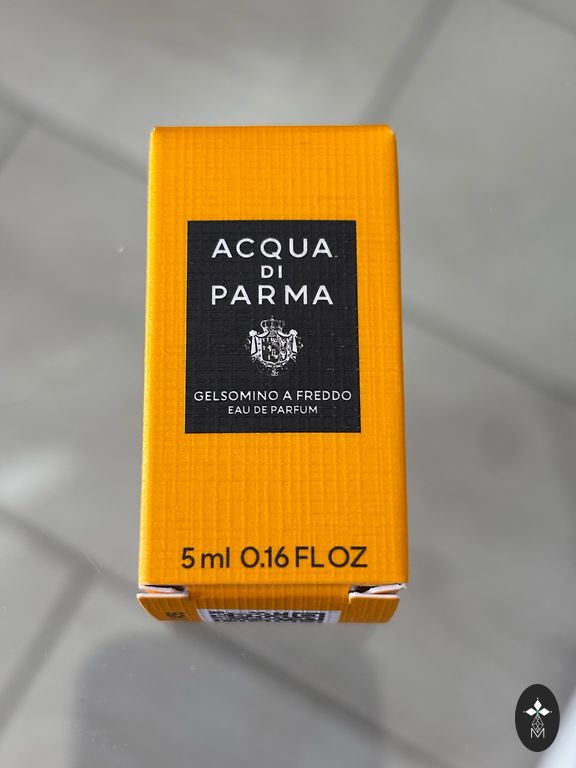 ACQUA
DI
PARMA
GELSOMINO A FREDDO
EAU DE PARFUM
5 ml 0.16 FL OZ